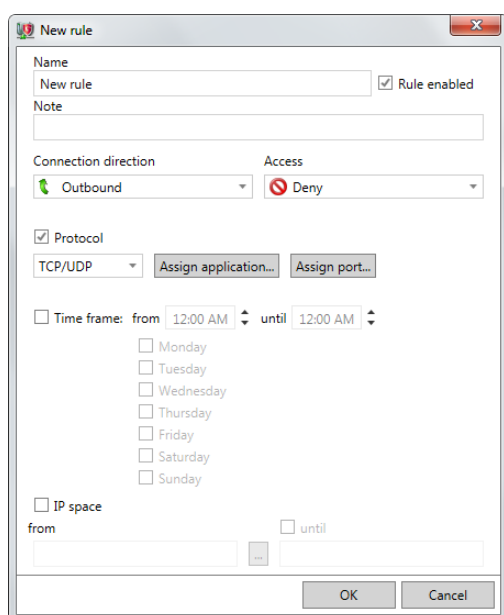 New rule
Name
New rule Rule enabled
Note
Connection direction Access
Outbound Deny
Protocol
TCP/UDP Assign application... Assign port...
Time frame: from 12:00 AM until 12:00 AM
Monday
Tuesday
Wednesday
Thursday
Friday
Saturday
Sunday
IP space
from until
...
OK Cancel